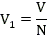 V₁ = V/N